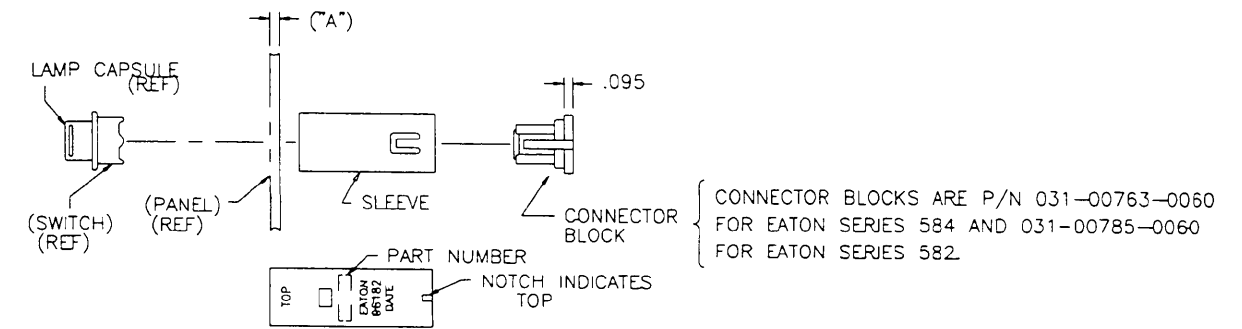 ("A")
LAMP CAPSULE
(REF)
.095
(SWITCH)
(REF)
(PANEL)
(REF)
SLEEVE
CONNECTOR
BLOCK
CONNECTOR BLOCKS ARE P/N 031-00763-0060
FOR EATON SERIES 584 AND 031-00785-0060
FOR EATON SERIES 582
PART NUMBER
NOTCH INDICATES
TOP
TOP
EATON
06182
DATE